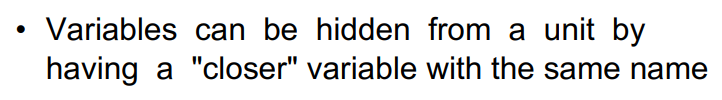 • Variables can be hidden from a unit by
having a "closer" variable with the same name